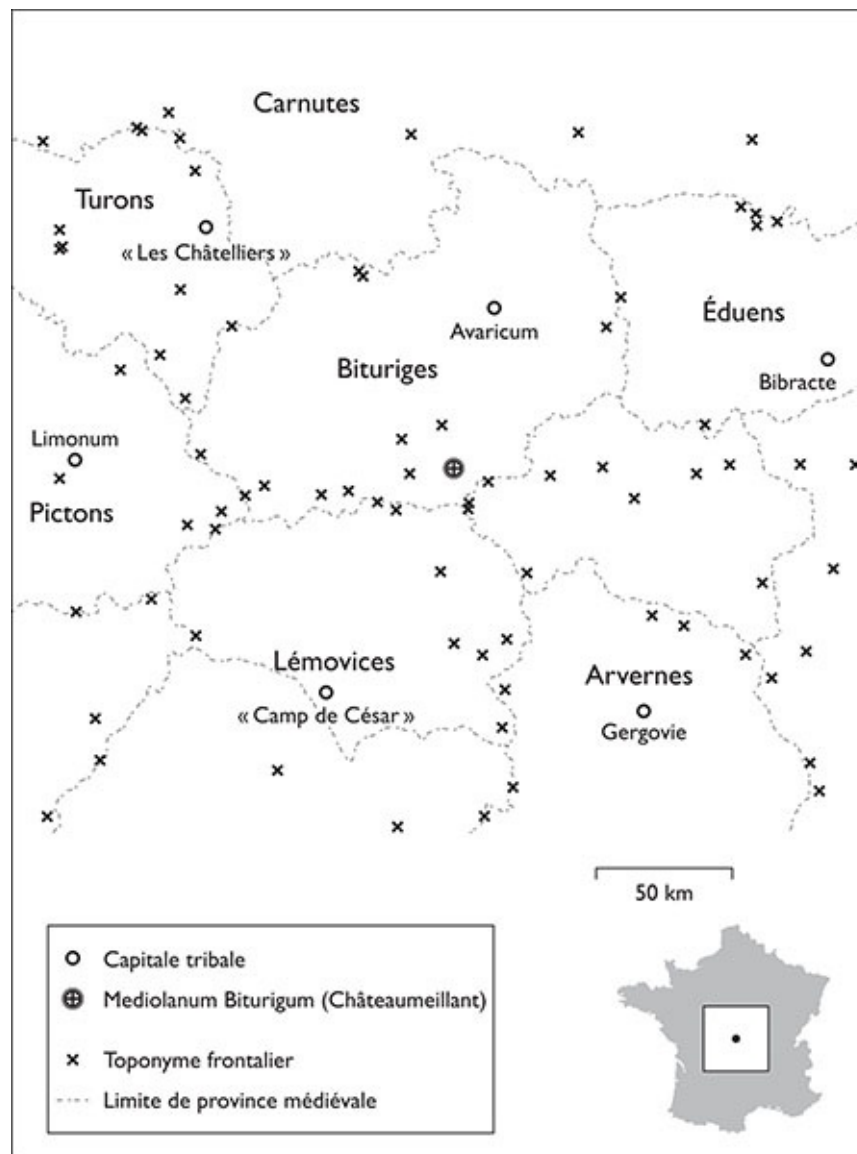 Carnutes
Turons
« Les Châtelliers »
Éduens
Avaricum
Bituriges
Bibracte
Limonum
Pictons
Lémovices
Arvernes
« Camp de César »
Gergovie
50 km
Capitale tribale
Mediolanum Biturigum (Châteaumeillant)
Toponyme frontalier
Limite de province médiévale